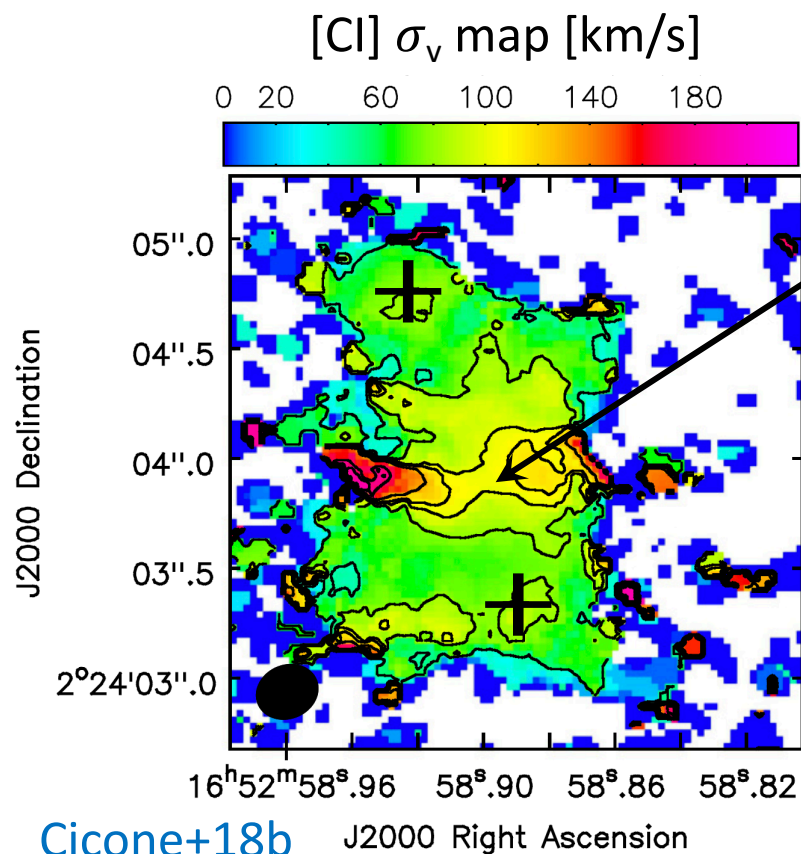 [CI] σv map [km/s]
0 20 60 100 140 180
05".0
04".5
04".0
03".5
2°24'03".0
J2000 Declination
16h52m58s.96 58s.90 58s.86 58s.82
Cicone+18b J2000 Right Ascension